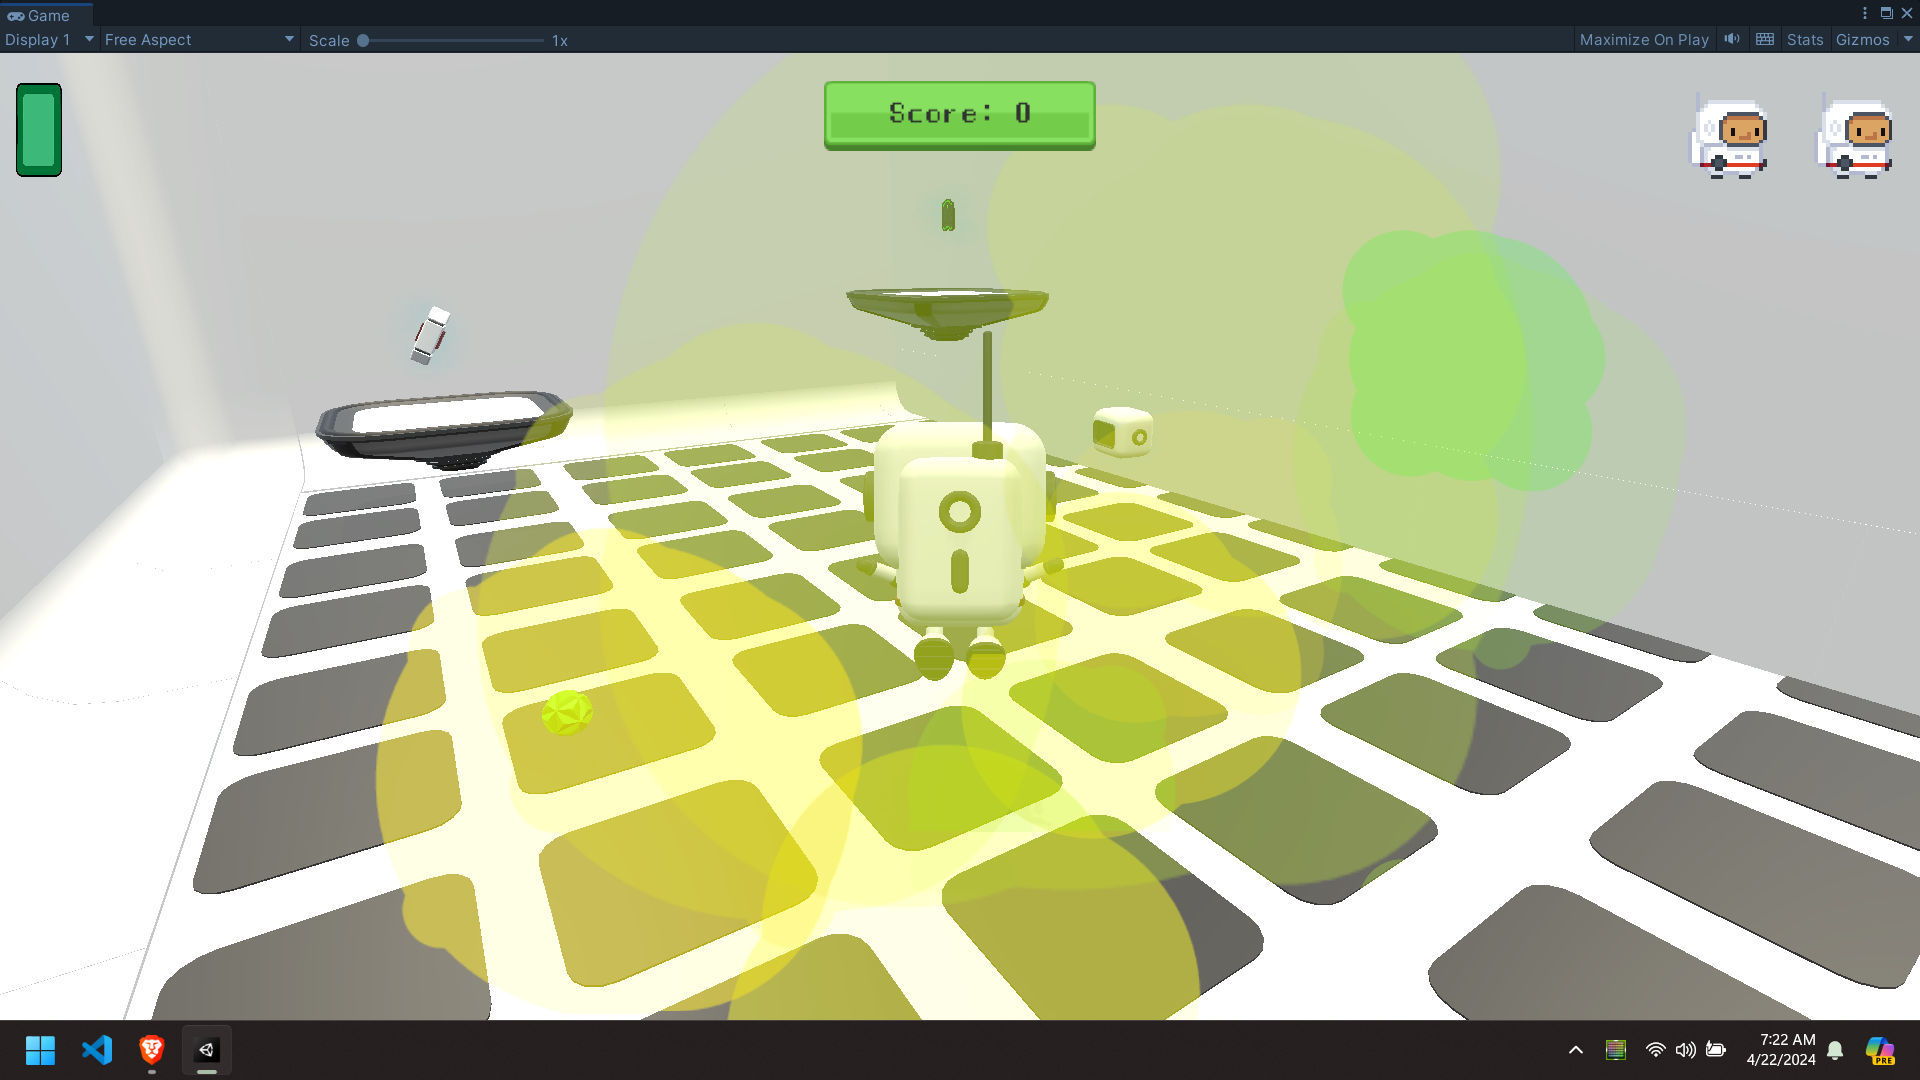 Game
Display 1
Free Aspect
Scale
1x
Maximize On Play
Stats
Gizmos
Score: 0
7:22 AM
4/22/2024
PRE